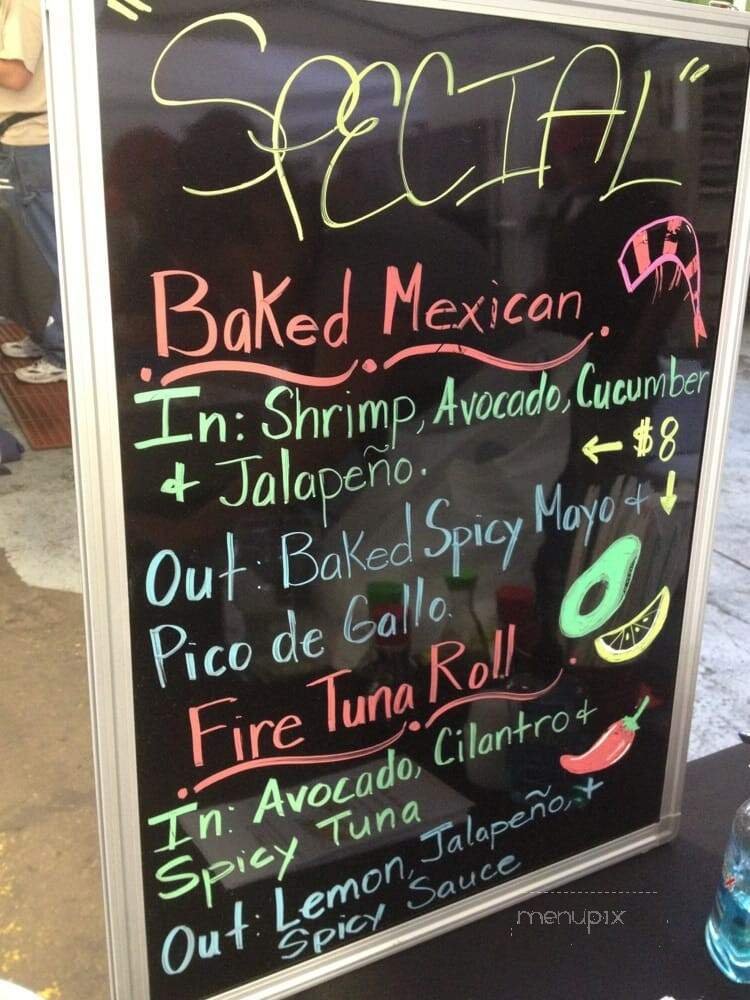 "SPECIAL"
Baked Mexican
In: Shrimp, Avocado, Cucumber
& Jalapeño.
← $8 ↓
Out: Baked Spicy Mayo &
Pico de Gallo.
Fire Tuna Roll
In: Avocado, Cilantro &
Spicy Tuna
Out: Lemon, Jalapeño, +
Spicy Sauce
menupix